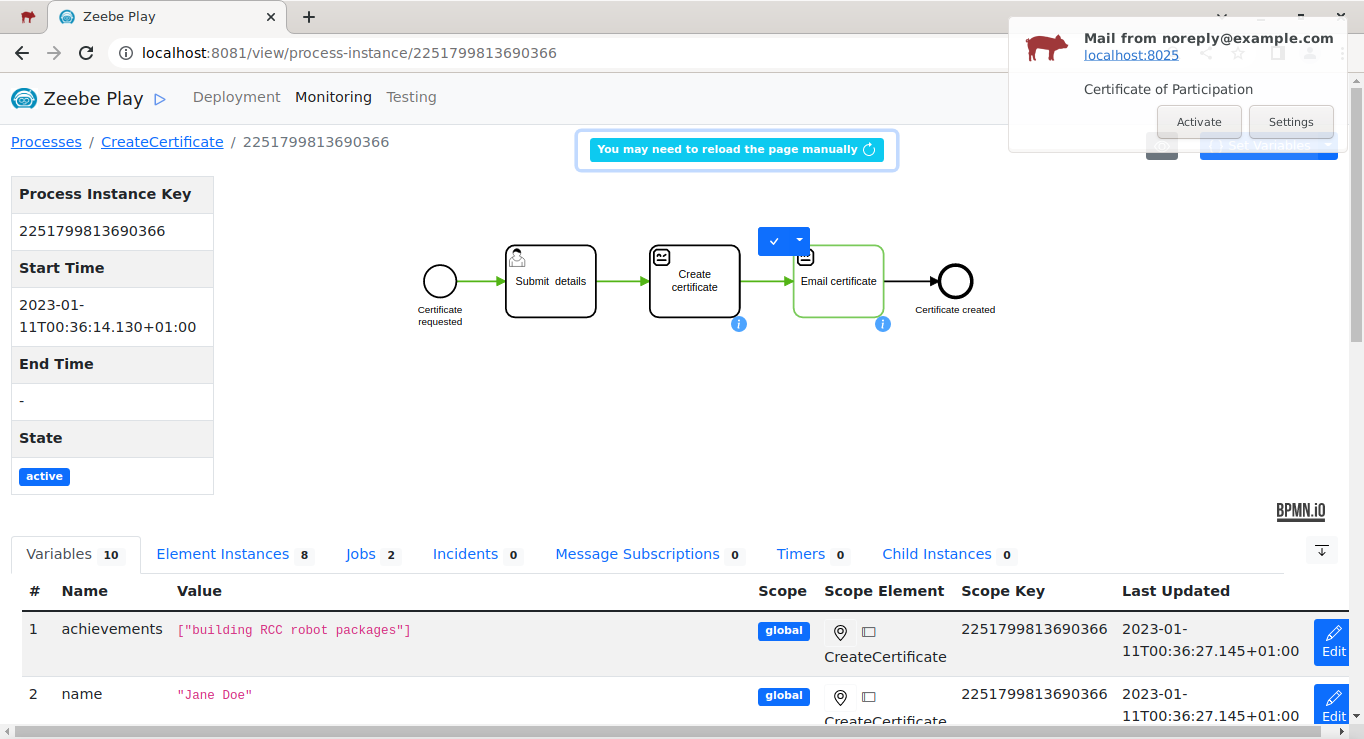 Zeebe Play
localhost:8081/view/process-instance/2251799813690366
Mail from noreply@example.com
localhost:8025
Certificate of Participation
Activate Settings
Zeebe Play Deployment Monitoring Testing
Processes / CreateCertificate / 2251799813690366
You may need to reload the page manually
{ } Set Variables
Process Instance Key
2251799813690366
Start Time
2023-01-
11T00:36:14.130+01:00
End Time
-
State
active
Certificate
requested
Submit details
Create
certificate
Email certificate
Certificate created
BPMN.iO
Variables 10 Element Instances 8 Jobs 2 Incidents 0 Message Subscriptions 0 Timers 0 Child Instances 0
# Name Value Scope Scope Element Scope Key Last Updated
1 achievements ["building RCC robot packages"] global CreateCertificate 2251799813690366 2023-01-
11T00:36:27.145+01:00 Edit
2 name "Jane Doe" global CreateCertificate 2251799813690366 2023-01-
11T00:36:27.145+01:00 Edit